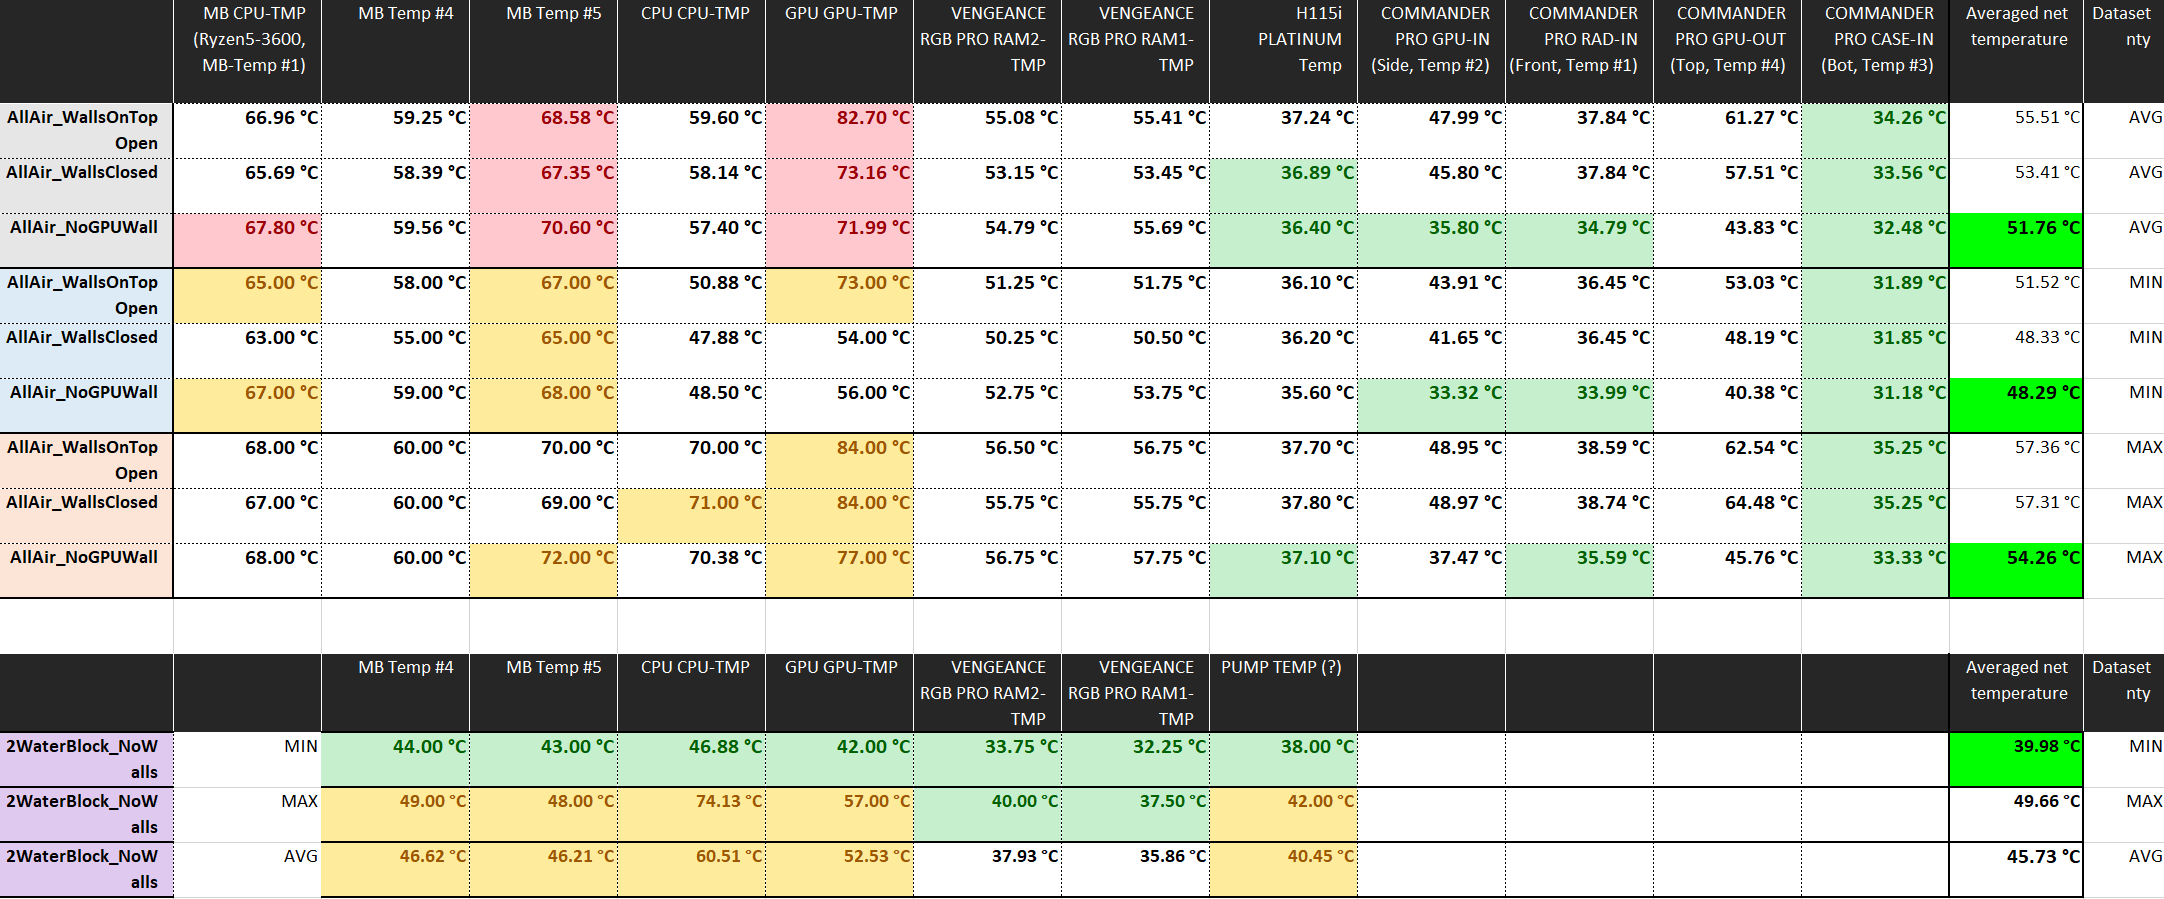 MB CPU-TMP (Ryzen5-3600, MB-Temp #1) MB Temp #4 MB Temp #5 CPU CPU-TMP GPU GPU-TMP VENGEANCE RGB PRO RAM2-TMP VENGEANCE RGB PRO RAM1-TMP H115i PLATINUM Temp COMMANDER PRO GPU-IN (Side, Temp #2) COMMANDER PRO RAD-IN (Front, Temp #1) COMMANDER PRO GPU-OUT (Top, Temp #4) COMMANDER PRO CASE-IN (Bot, Temp #3) Averaged net temperature Dataset nty
AllAir_WallsOnTopOpen 66.96 °C 59.25 °C 68.58 °C 59.60 °C 82.70 °C 55.08 °C 55.41 °C 37.24 °C 47.99 °C 37.84 °C 61.27 °C 34.26 °C 55.51 °C AVG
AllAir_WallsClosed 65.69 °C 58.39 °C 67.35 °C 58.14 °C 73.16 °C 53.15 °C 53.45 °C 36.89 °C 45.80 °C 37.84 °C 57.51 °C 33.56 °C 53.41 °C AVG
AllAir_NoGPUWall 67.80 °C 59.56 °C 70.60 °C 57.40 °C 71.99 °C 54.79 °C 55.69 °C 36.40 °C 35.80 °C 34.79 °C 43.83 °C 32.48 °C 51.76 °C AVG
AllAir_WallsOnTopOpen 65.00 °C 58.00 °C 67.00 °C 50.88 °C 73.00 °C 51.25 °C 51.75 °C 36.10 °C 43.91 °C 36.45 °C 53.03 °C 31.89 °C 51.52 °C MIN
AllAir_WallsClosed 63.00 °C 55.00 °C 65.00 °C 47.88 °C 54.00 °C 50.25 °C 50.50 °C 36.20 °C 41.65 °C 36.45 °C 48.19 °C 31.85 °C 48.33 °C MIN
AllAir_NoGPUWall 67.00 °C 59.00 °C 68.00 °C 48.50 °C 56.00 °C 52.75 °C 53.75 °C 35.60 °C 33.32 °C 33.99 °C 40.38 °C 31.18 °C 48.29 °C MIN
AllAir_WallsOnTopOpen 68.00 °C 60.00 °C 70.00 °C 70.00 °C 84.00 °C 56.50 °C 56.75 °C 37.70 °C 48.95 °C 38.59 °C 62.54 °C 35.25 °C 57.36 °C MAX
AllAir_WallsClosed 67.00 °C 60.00 °C 69.00 °C 71.00 °C 84.00 °C 55.75 °C 55.75 °C 37.80 °C 48.97 °C 38.74 °C 64.48 °C 35.25 °C 57.31 °C MAX
AllAir_NoGPUWall 68.00 °C 60.00 °C 72.00 °C 70.38 °C 77.00 °C 56.75 °C 57.75 °C 37.10 °C 37.47 °C 35.59 °C 45.76 °C 33.33 °C 54.26 °C MAX
MB Temp #4 MB Temp #5 CPU CPU-TMP GPU GPU-TMP VENGEANCE RGB PRO RAM2-TMP VENGEANCE RGB PRO RAM1-TMP PUMP TEMP (?) Averaged net temperature Dataset nty
2WaterBlock_NoWalls MIN 44.00 °C 43.00 °C 46.88 °C 42.00 °C 33.75 °C 32.25 °C 38.00 °C 39.98 °C MIN
2WaterBlock_NoWalls MAX 49.00 °C 48.00 °C 74.13 °C 57.00 °C 40.00 °C 37.50 °C 42.00 °C 49.66 °C MAX
2WaterBlock_NoWalls AVG 46.62 °C 46.21 °C 60.51 °C 52.53 °C 37.93 °C 35.86 °C 40.45 °C 45.73 °C AVG